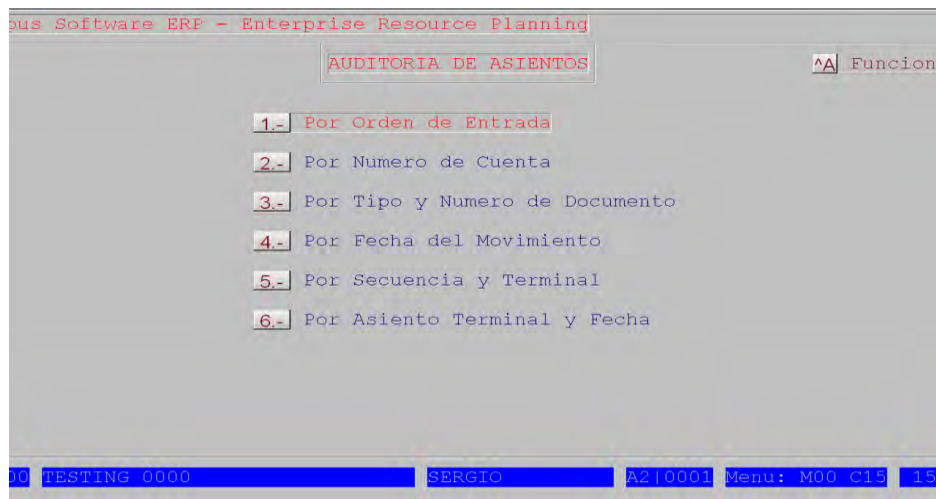 ous Software ERP - Enterprise Resource Planning
AUDITORIA DE ASIENTOS
^A Funcion
1.- Por Orden de Entrada
2.- Por Numero de Cuenta
3.- Por Tipo y Numero de Documento
4.- Por Fecha del Movimiento
5.- Por Secuencia y Terminal
6.- Por Asiento Terminal y Fecha
00 TESTING 0000 SERGIO A2|0001 Menu: M00 C15 15